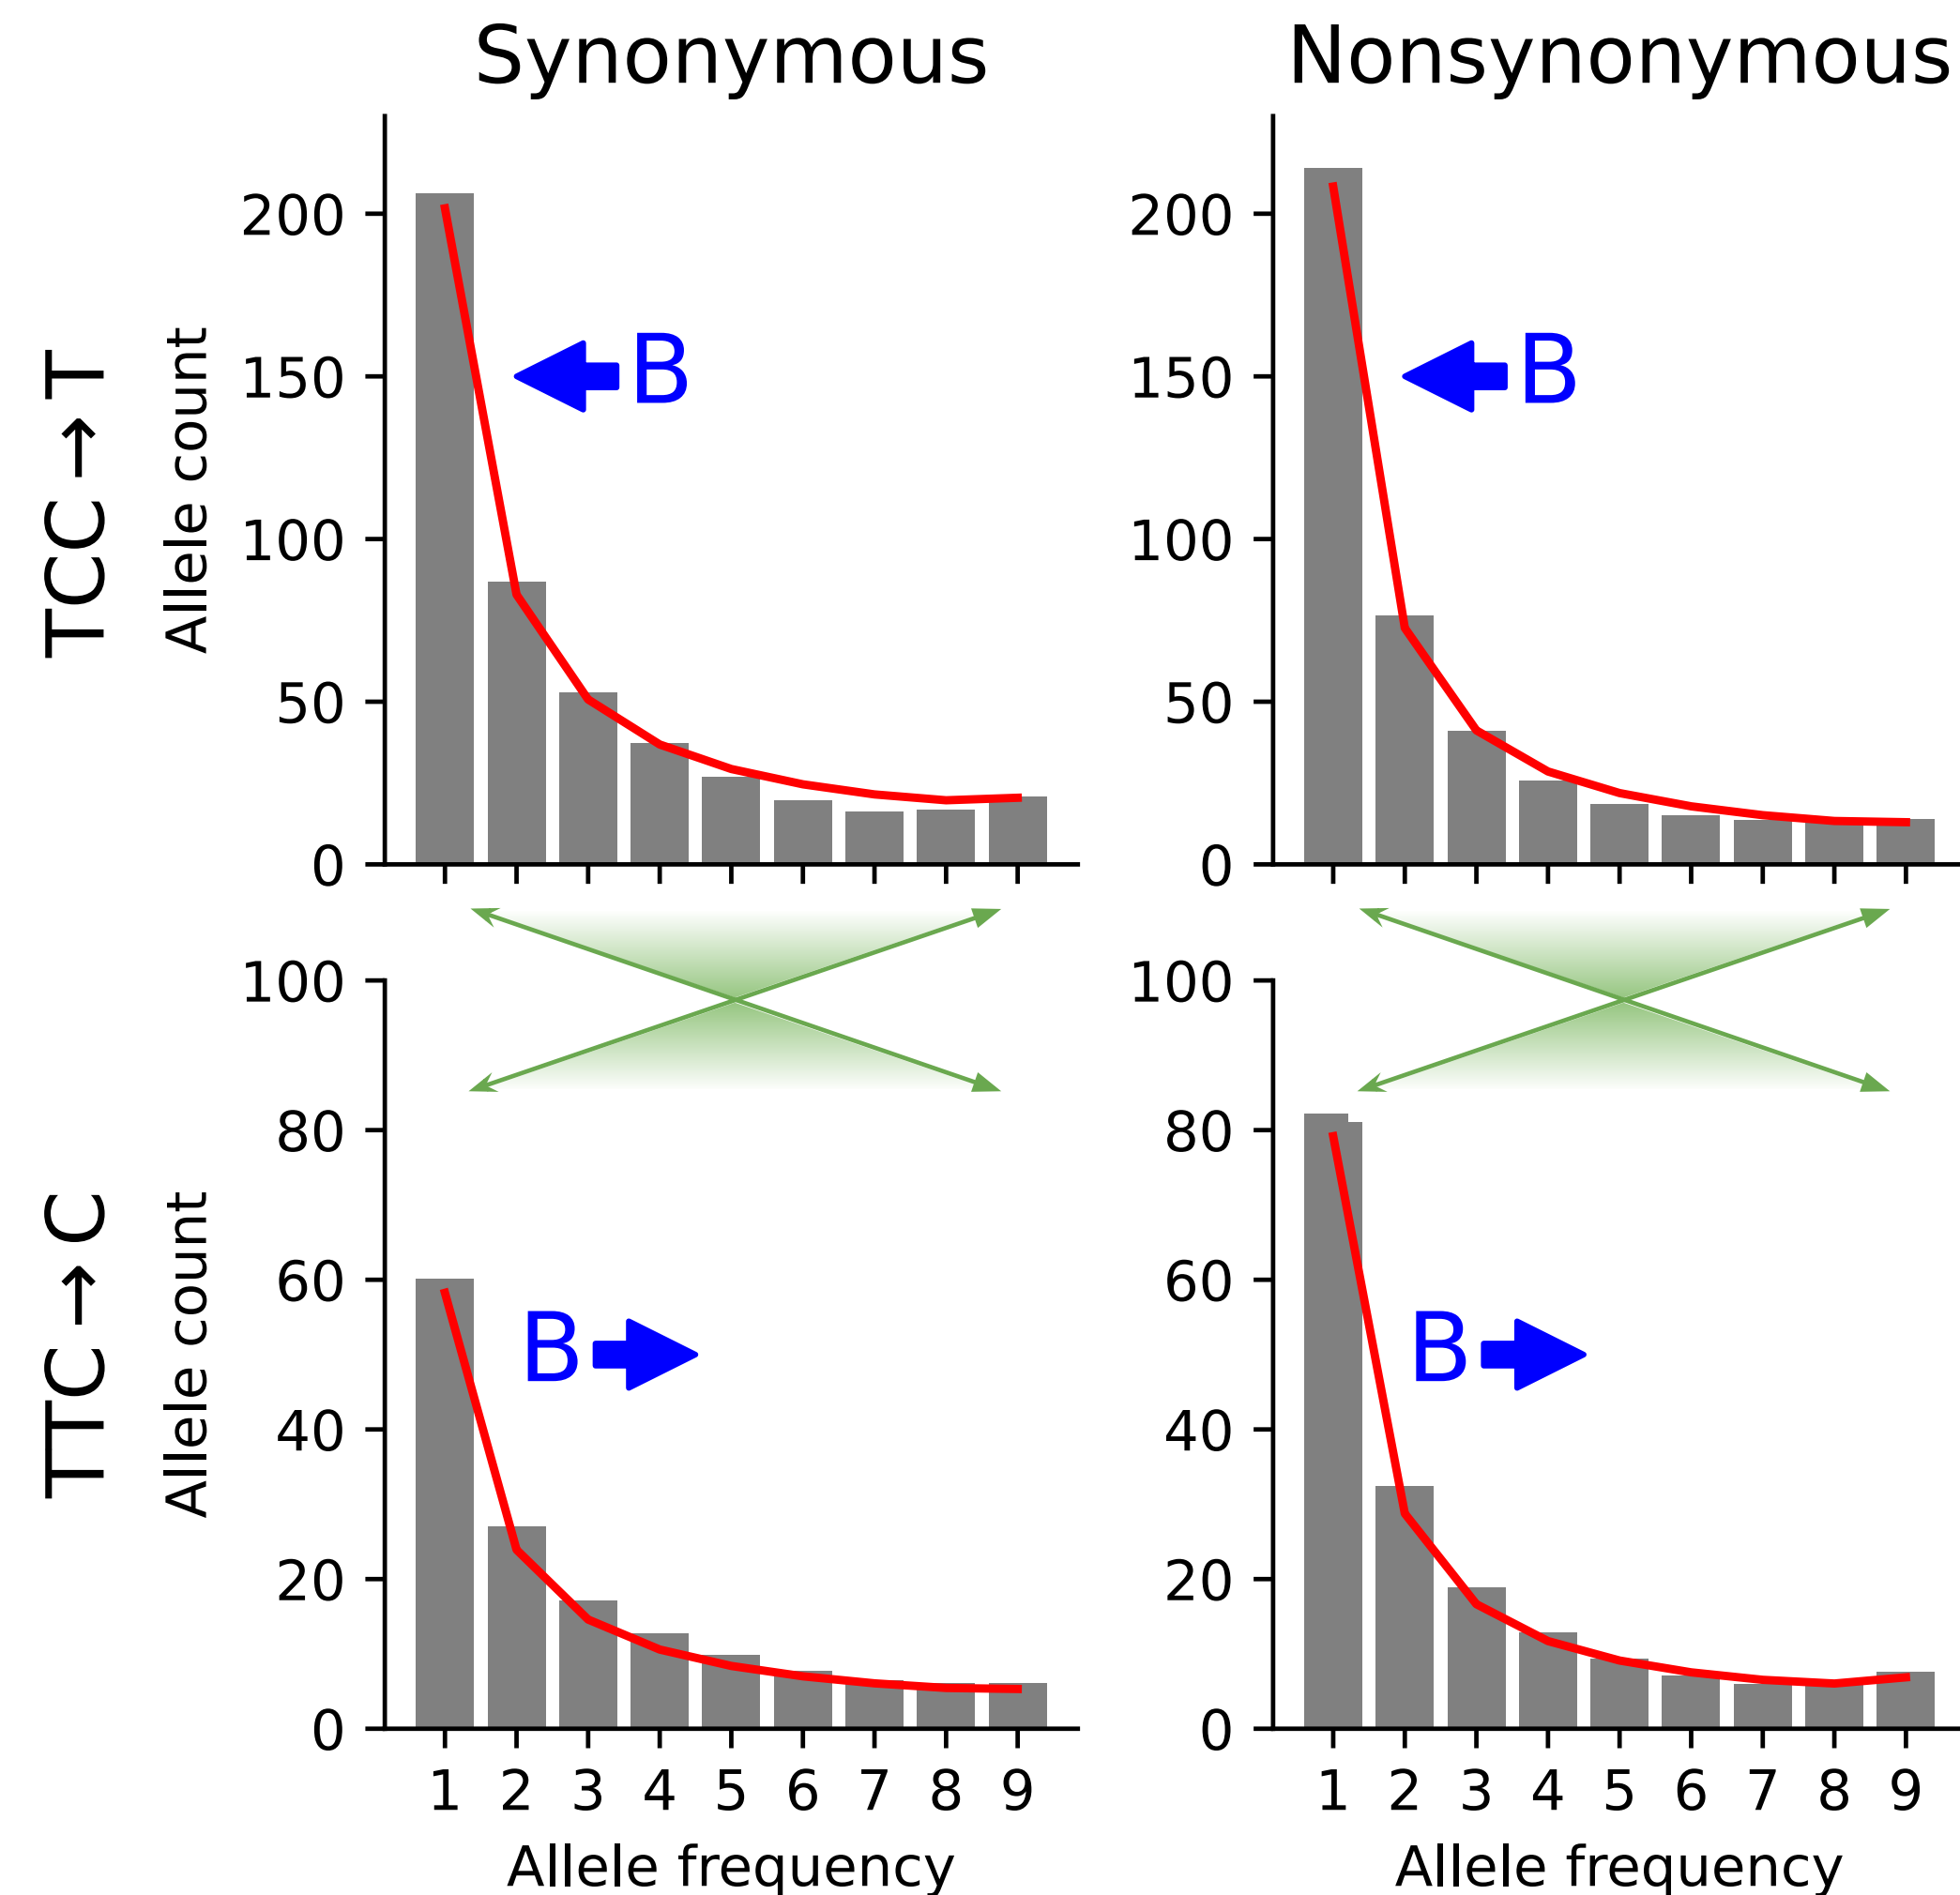 Synonymous
Nonsynonymous
TCC→T
Allele count
200
150
100
50
0
B
200
150
100
50
0
B
TTC→C
Allele count
100
80
60
40
20
0
B
1 2 3 4 5 6 7 8 9
Allele frequency
100
80
60
40
20
0
B
1 2 3 4 5 6 7 8 9
Allele frequency